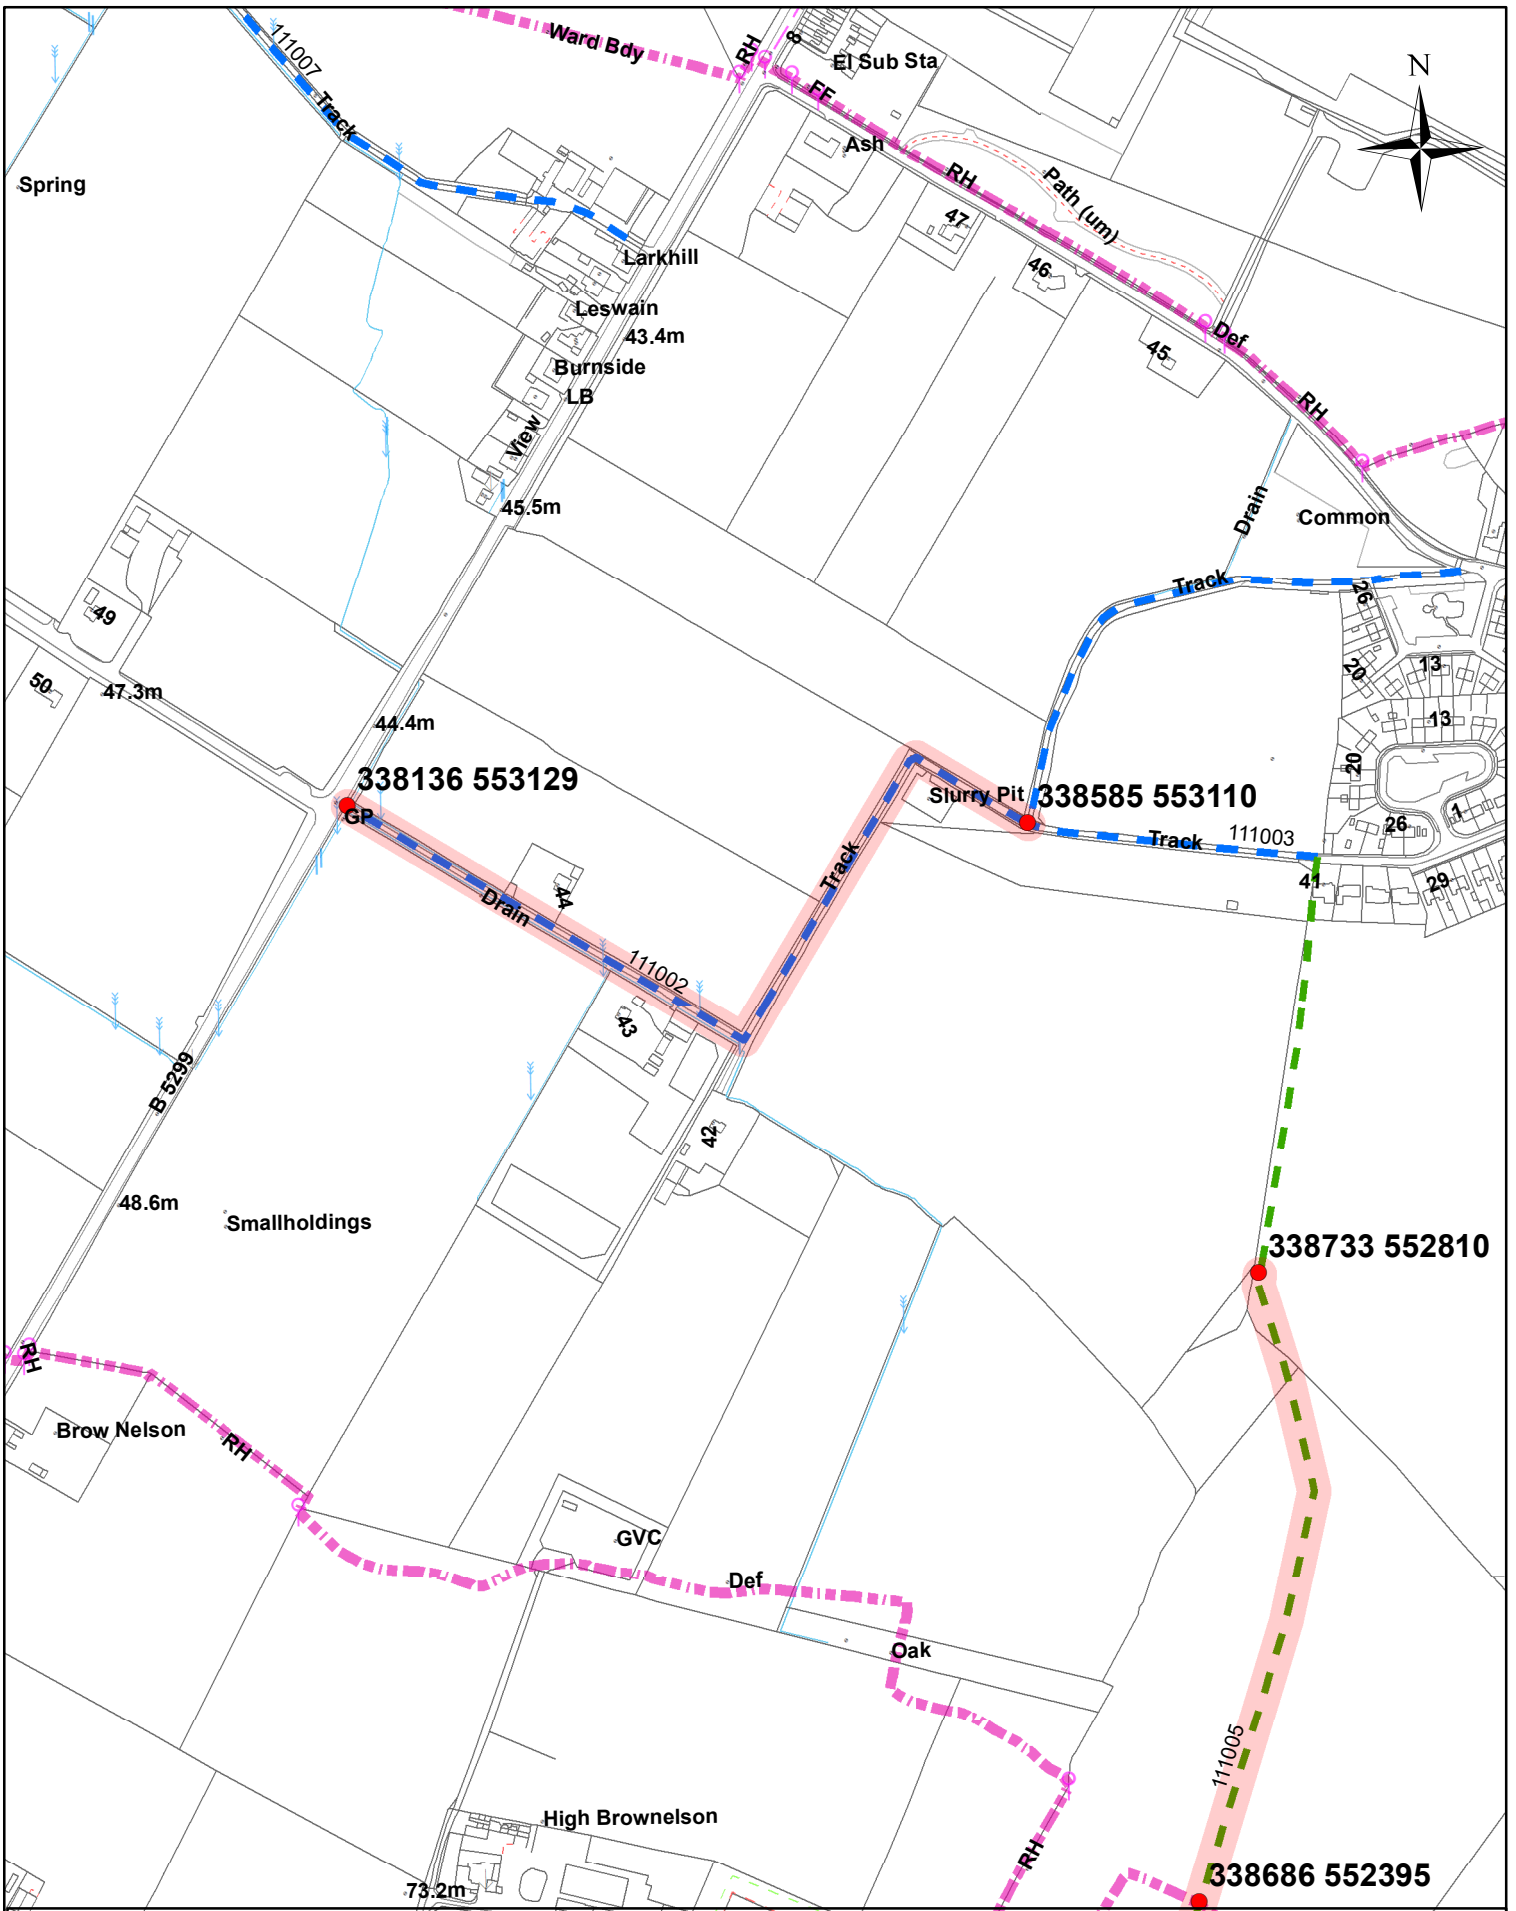 Ward Bdy
RH
8
El Sub Sta
N
111007
Track
FF
Ash
RH
Path (um)
Spring
47
46
Larkhill
Leswain
43.4m
Def
45
Burnside
LB
RH
View
45.5m
Drain
Common
Track
26
49
20
13
50
47.3m
44.4m
13
20
338136 553129
GP
Slurry Pit
338585 553110
1
26
Track
111003
Track
41
29
44
Drain
111002
43
B 5299
42
48.6m
Smallholdings
338733 552810
RH
Brow Nelson
RH
GVC
Def
Oak
111005
High Brownelson
RH
73.2m
338686 552395